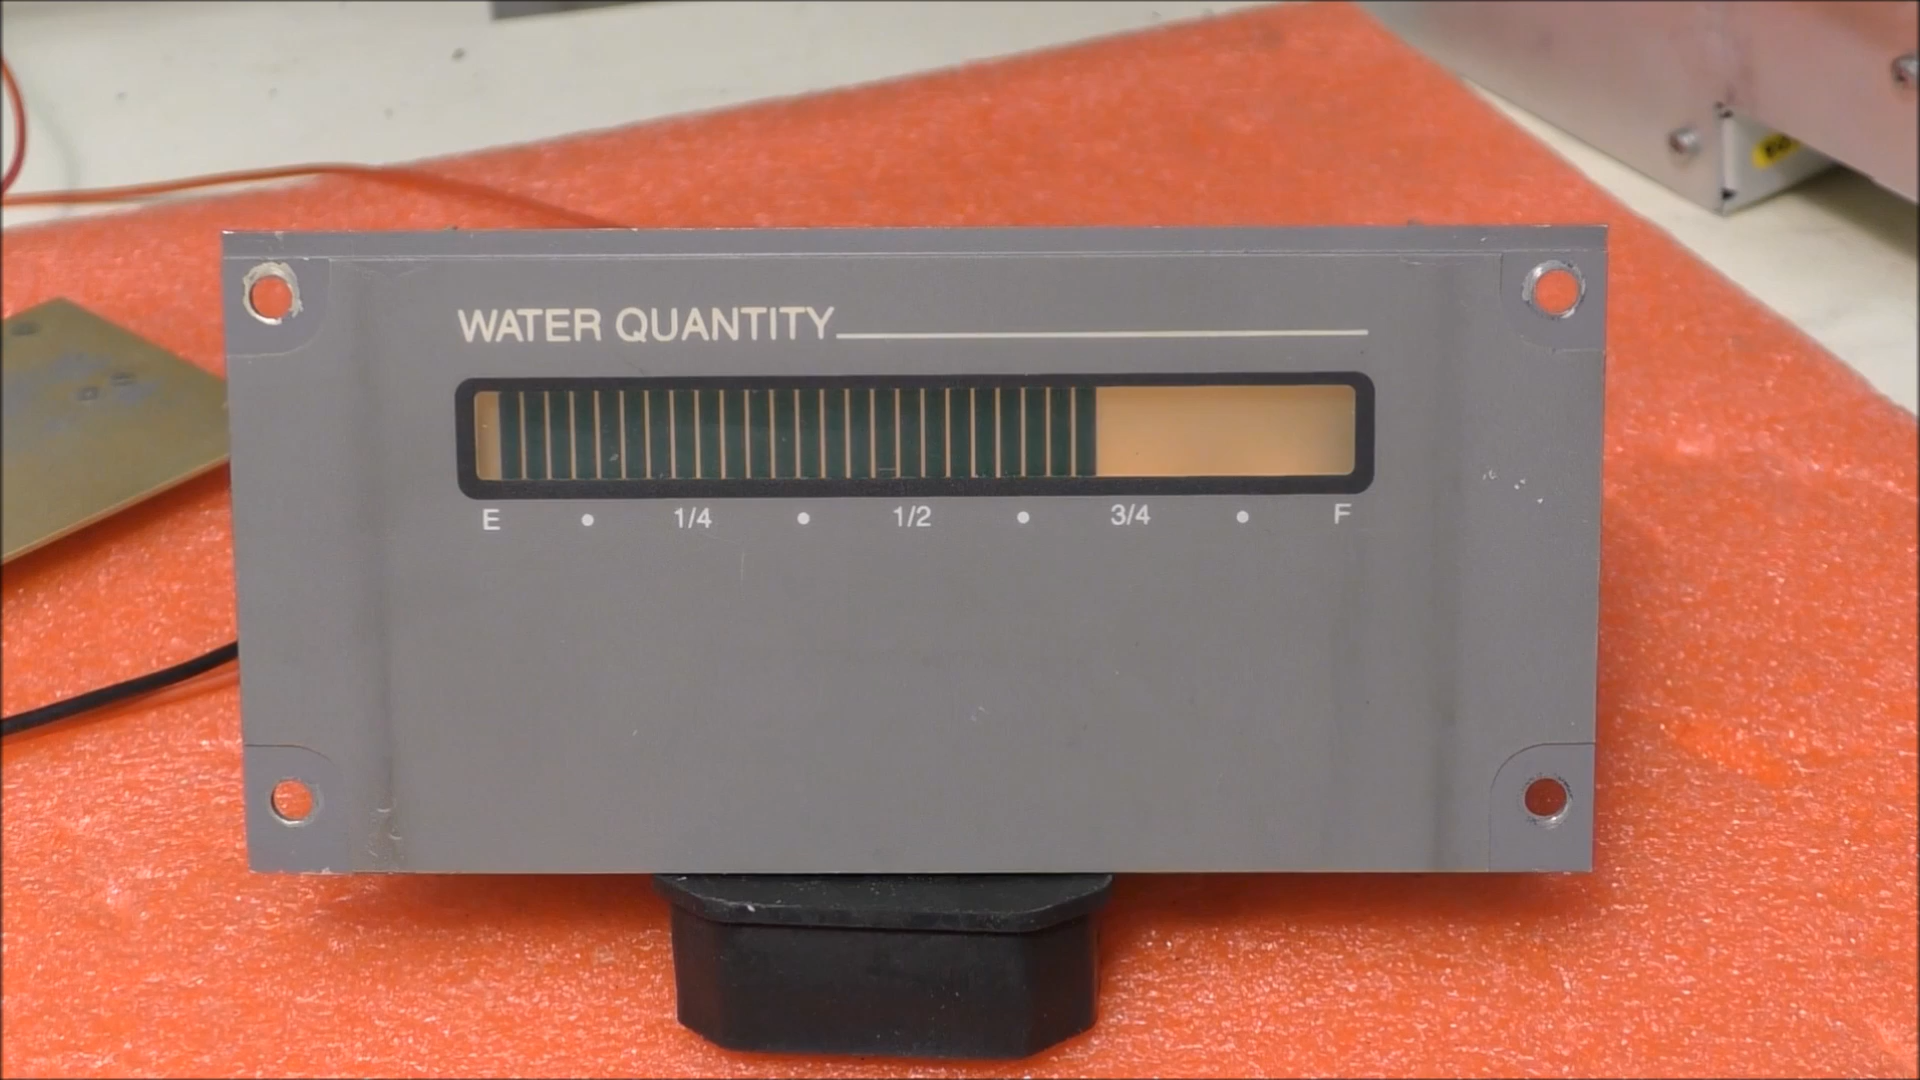 WATER QUANTITY
E • 1/4 • 1/2 • 3/4 • F